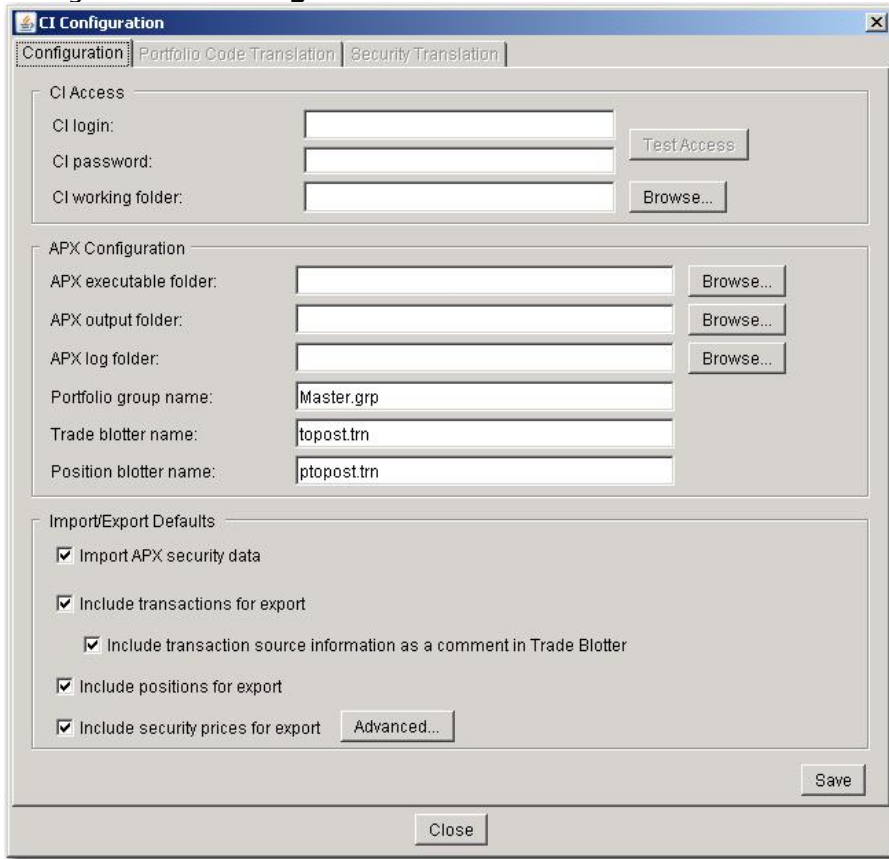 CI Configuration
Configuration Portfolio Code Translation Security Translation
CI Access
CI login:
Test Access
CI password:
CI working folder: Browse...
APX Configuration
APX executable folder: Browse...
APX output folder: Browse...
APX log folder: Browse...
Portfolio group name: Master.grp
Trade blotter name: topost.trn
Position blotter name: ptopost.trn
Import/Export Defaults
Import APX security data
Include transactions for export
Include transaction source information as a comment in Trade Blotter
Include positions for export
Include security prices for export Advanced...
Save
Close